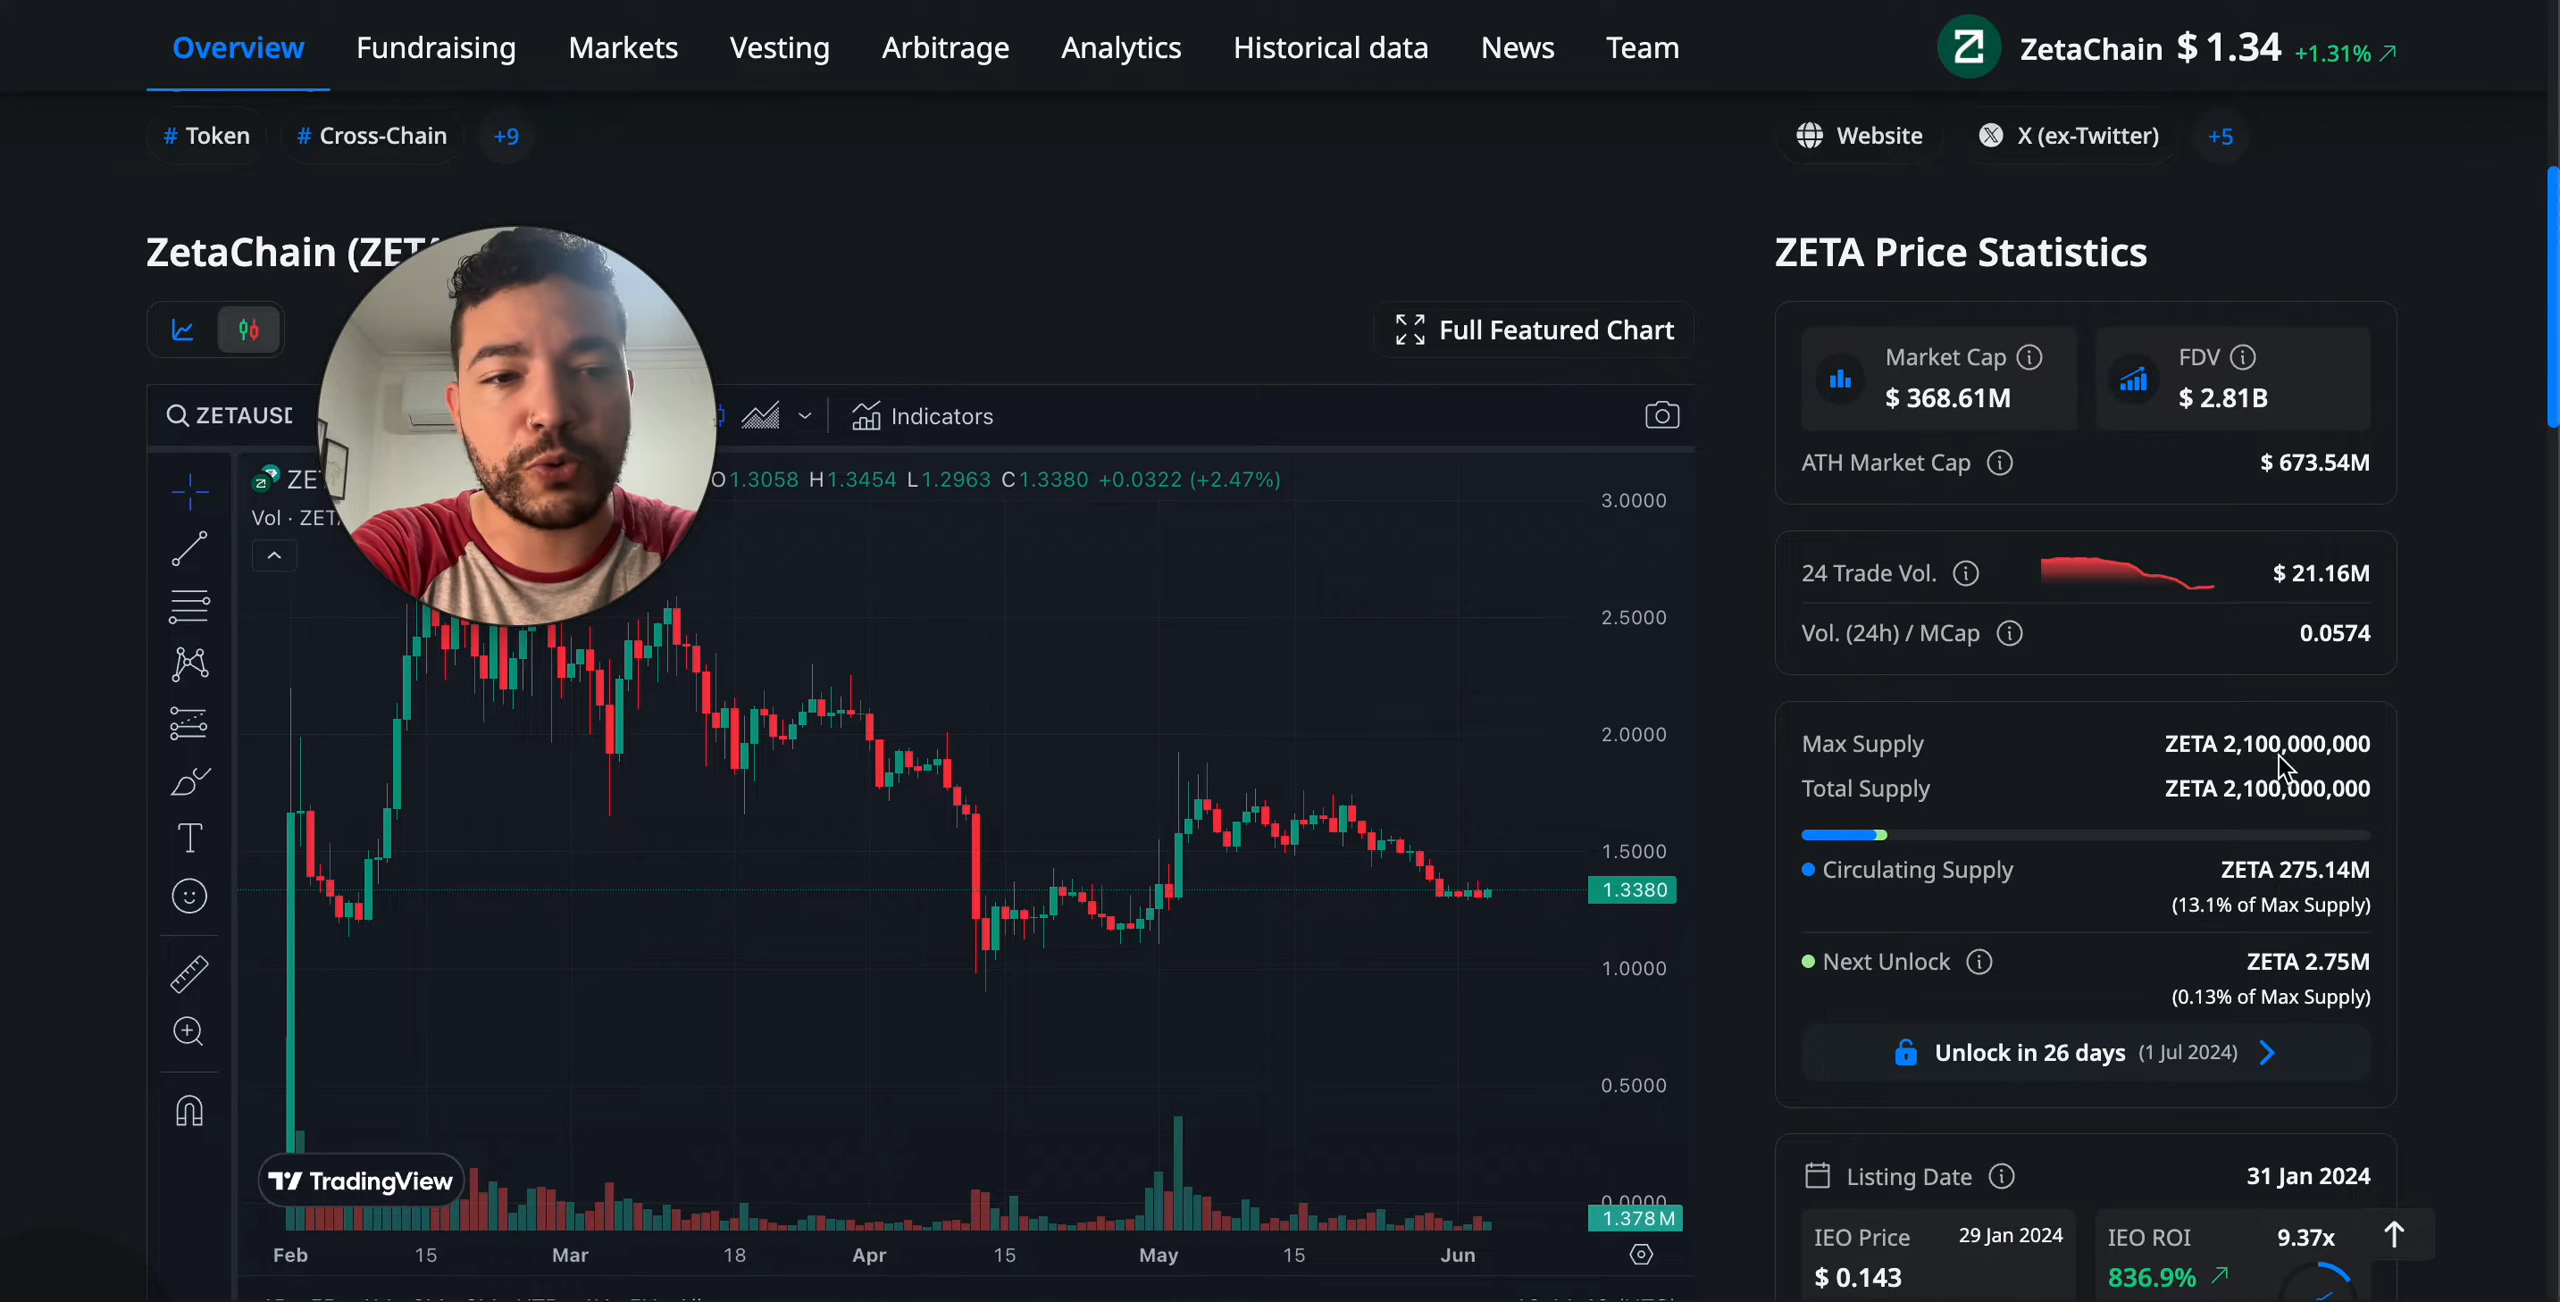 Overview Fundraising Markets Vesting Arbitrage Analytics Historical data News Team ZetaChain $ 1.34 +1.31%
# Token # Cross-Chain +9 Website X (ex-Twitter) +5
ZetaChain (ZET
ZETA Price Statistics
Full Featured Chart
Market Cap
$ 368.61M
FDV
$ 2.81B
ATH Market Cap $ 673.54M
ZETAUSD
Indicators
O1.3058 H1.3454 L1.2963 C1.3380 +0.0322 (+2.47%)
Vol · ZETA
3.0000
2.5000
2.0000
1.5000
1.3380
1.0000
0.5000
0.0000
1.378 M
TradingView
Feb 15 Mar 18 Apr 15 May 15 Jun
24 Trade Vol. $ 21.16M
Vol. (24h) / MCap 0.0574
Max Supply ZETA 2,100,000,000
Total Supply ZETA 2,100,000,000
Circulating Supply ZETA 275.14M
(13.1% of Max Supply)
Next Unlock ZETA 2.75M
(0.13% of Max Supply)
Unlock in 26 days (1 Jul 2024)
Listing Date 31 Jan 2024
IEO Price 29 Jan 2024
$ 0.143
IEO ROI 9.37x
836.9%